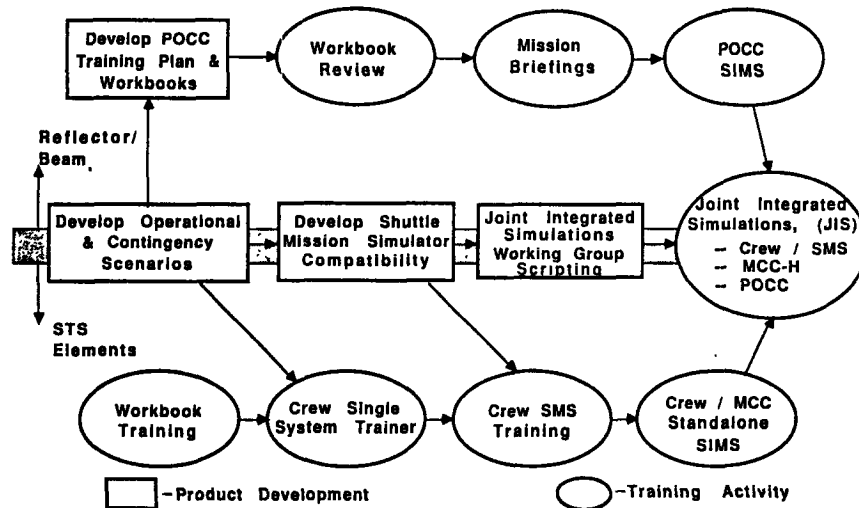 Develop POCC
Training Plan &
Workbooks
Workbook
Review
Mission
Briefings
POCC
SIMS
Reflector/
Beam
Develop Operational
& Contingency
Scenarios
Develop Shuttle
Mission Simulator
Compatibility
Joint Integrated
Simulations
Working Group
Scripting
Joint Integrated
Simulations, (JIS)
– Crew / SMS
– MCC-H
– POCC
STS
Elements
Workbook
Training
Crew Single
System Trainer
Crew SMS
Training
Crew / MCC
Standalone
SIMS
–Product Development
–Training Activity